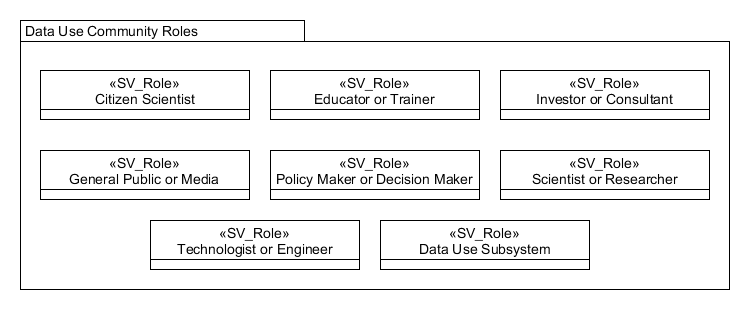 Data Use Community Roles
«SV_Role»
Citizen Scientist
«SV_Role»
Educator or Trainer
«SV_Role»
Investor or Consultant
«SV_Role»
General Public or Media
«SV_Role»
Policy Maker or Decision Maker
«SV_Role»
Scientist or Researcher
«SV_Role»
Technologist or Engineer
«SV_Role»
Data Use Subsystem